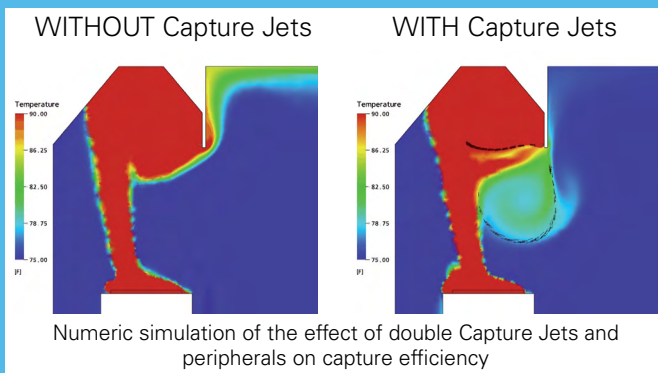 WITHOUT Capture Jets
WITH Capture Jets
Temperature
90.00
86.25
82.50
78.75
75.00
[F]
Temperature
90.00
86.25
82.50
78.75
75.00
[F]
Numeric simulation of the effect of double Capture Jets and
peripherals on capture efficiency